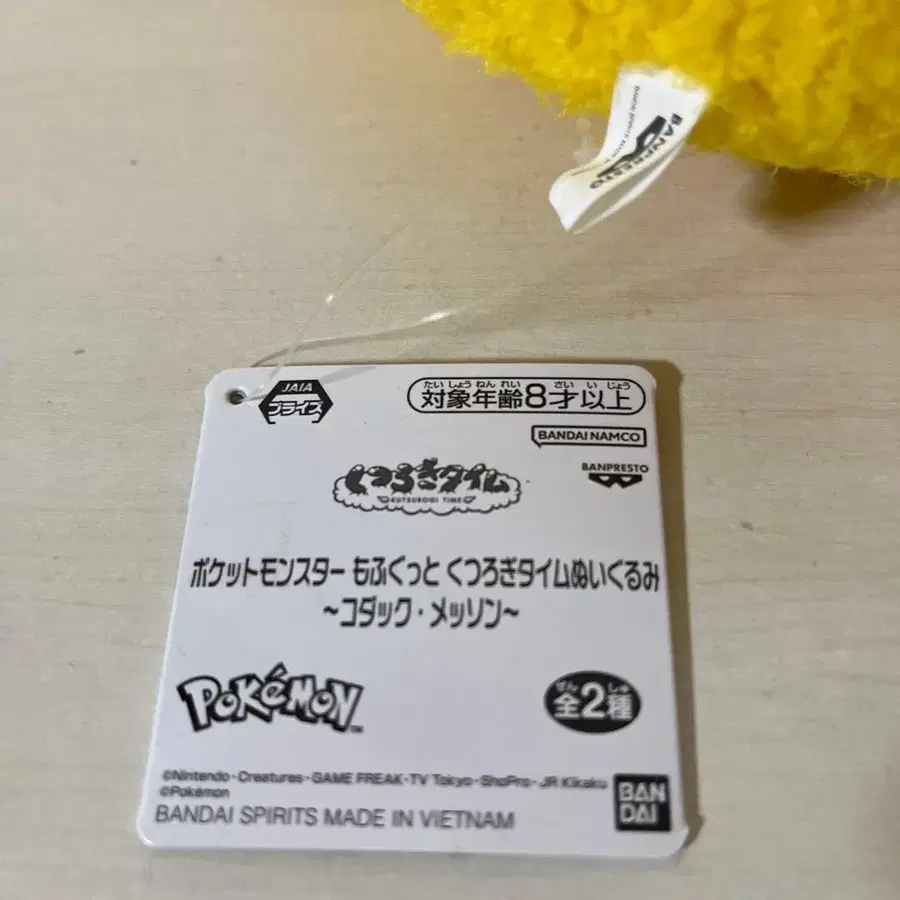 BANPRESTO
JAIA
プライズ
たいしょうねんれい さい いじょう
対象年齢8才以上
BANDAI NAMCO
BANPRESTO
くつろぎタイム
KUTSUROGI TIME
ポケットモンスター もふぐっと くつろぎタイムぬいぐるみ
~コダック・メッソン~
POKéMON™
ぜん しゅ
全2種
©Nintendo・Creatures・GAME FREAK・TV Tokyo・ShoPro・JR Kikaku
©Pokémon
BANDAI SPIRITS MADE IN VIETNAM
BAN
DAI